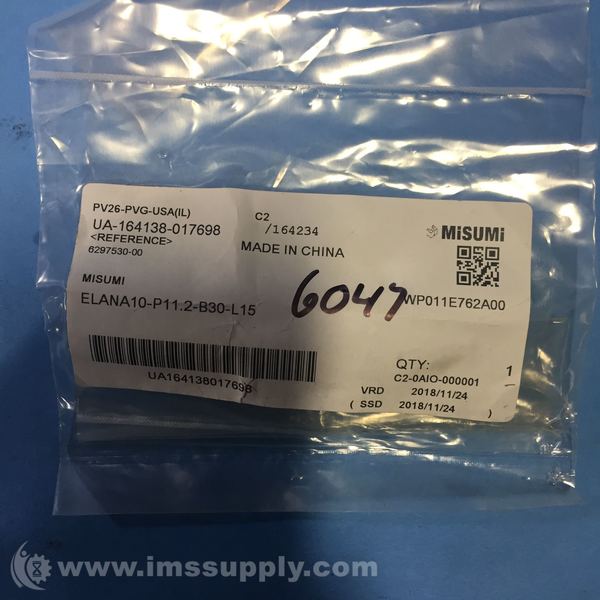 PV26-PVG-USA(IL)
C2
UA-164138-017698
/164234
MiSUMi
<REFERENCE>
MADE IN CHINA
6297530-00
MISUMI
ELANA10-P11.2-B30-L15
6047
WP011E762A00
QTY: 1
UA164138017698
C2-0AIO-000001
VRD 2018/11/24
( SSD 2018/11/24 )
www.imssupply.com